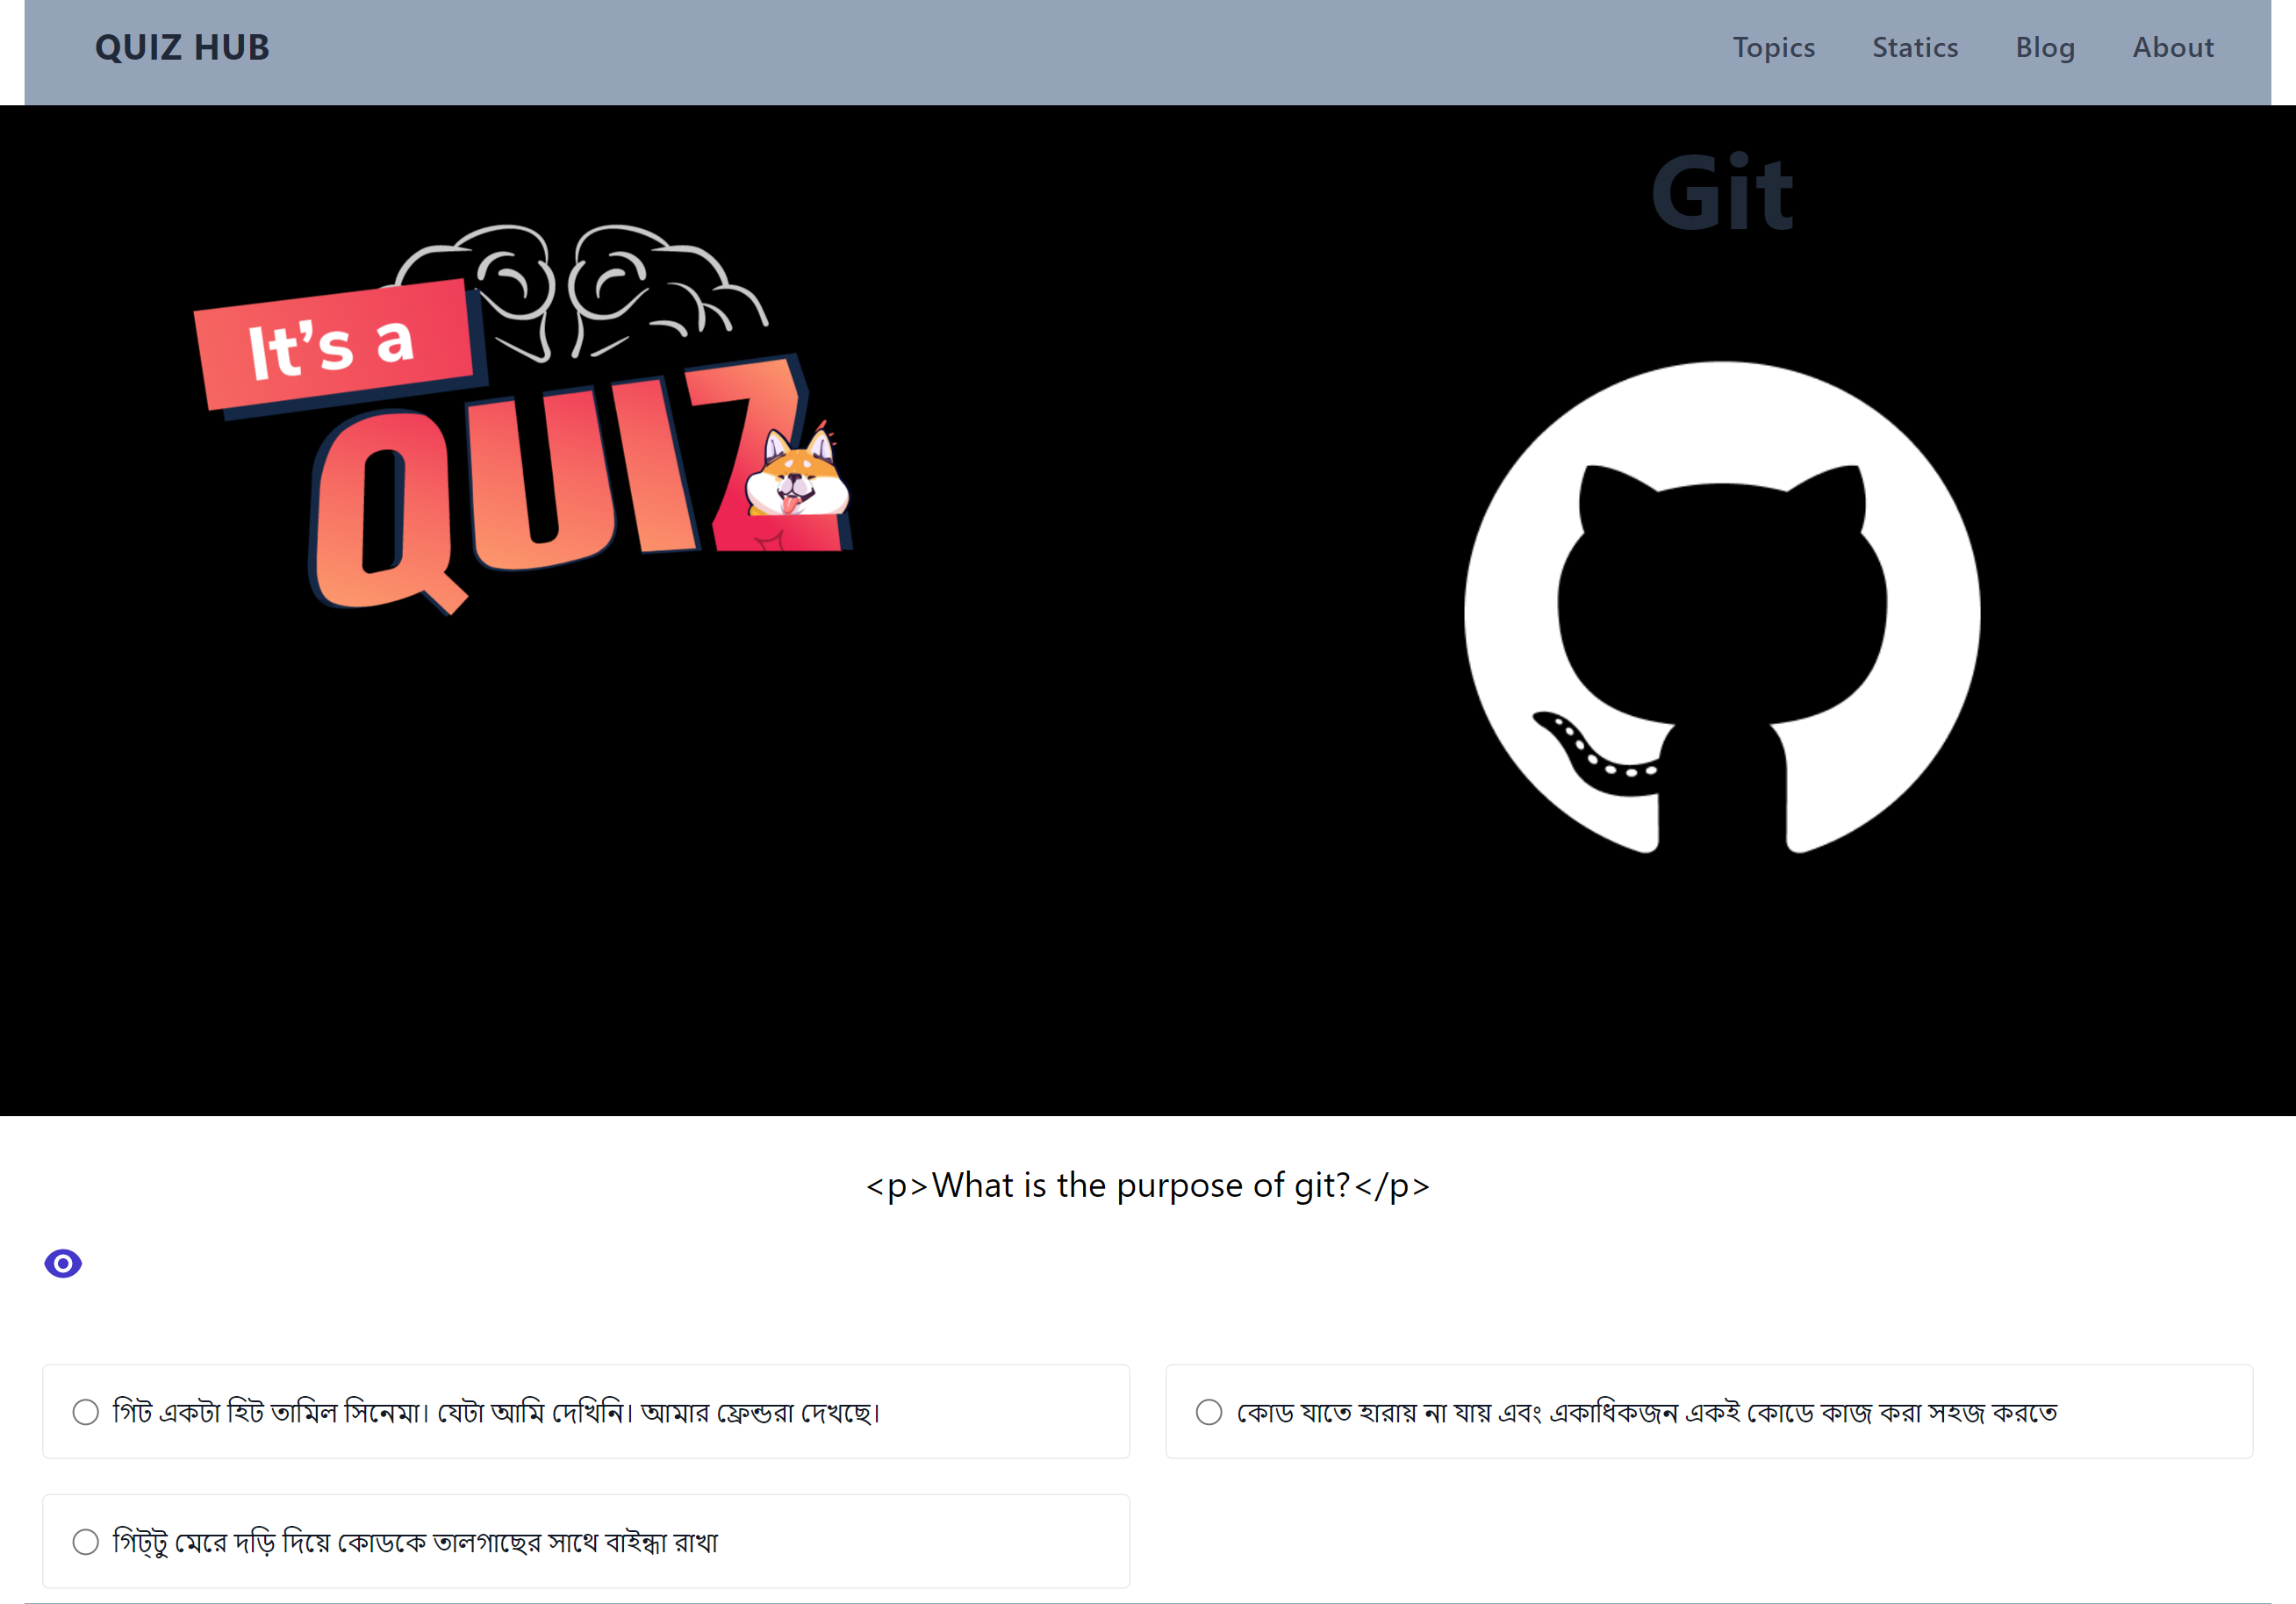 QUIZ HUB
Topics Statics Blog About
Git
It's a
QUIZ
<p>What is the purpose of git?</p>
গিট একটা হিট তামিল সিনেমা। যেটা আমি দেখিনি। আমার ফ্রেন্ডরা দেখছে।
কোড যাতে হারায় না যায় এবং একাধিকজন একই কোডে কাজ করা সহজ করতে
গিট্টু মেরে দড়ি দিয়ে কোডকে তালগাছের সাথে বাইন্ধা রাখা